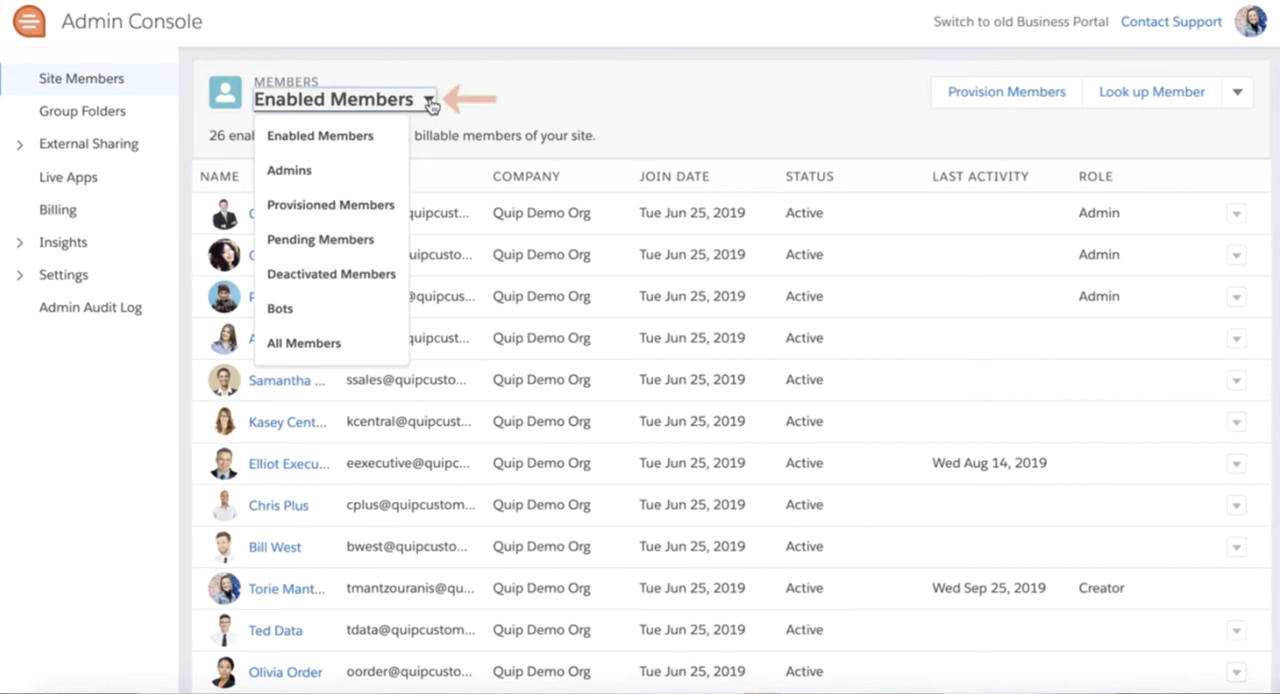 Admin Console
Switch to old Business Portal Contact Support
Site Members
Group Folders
External Sharing
Live Apps
Billing
Insights
Settings
Admin Audit Log
MEMBERS
Enabled Members
Provision Members Look up Member
26 billable members of your site.
Enabled Members
Admins
Provisioned Members
Pending Members
Deactivated Members
Bots
All Members
NAME COMPANY JOIN DATE STATUS LAST ACTIVITY ROLE
quipcust... Quip Demo Org Tue Jun 25, 2019 Active Admin
uipcusto... Quip Demo Org Tue Jun 25, 2019 Active Admin
@quipcus... Quip Demo Org Tue Jun 25, 2019 Active Admin
quipcust... Quip Demo Org Tue Jun 25, 2019 Active
Samantha ... ssales@quipcusto... Quip Demo Org Tue Jun 25, 2019 Active
Kasey Cent... kcentral@quipcust... Quip Demo Org Tue Jun 25, 2019 Active
Elliot Execu... eexecutive@quipc... Quip Demo Org Tue Jun 25, 2019 Active Wed Aug 14, 2019
Chris Plus cplus@quipcustom... Quip Demo Org Tue Jun 25, 2019 Active
Bill West bwest@quipcusto... Quip Demo Org Tue Jun 25, 2019 Active
Torie Mant... tmantzouranis@qu... Quip Demo Org Tue Jun 25, 2019 Active Wed Sep 25, 2019 Creator
Ted Data tdata@quipcustom... Quip Demo Org Tue Jun 25, 2019 Active
Olivia Order oorder@quipcusto... Quip Demo Org Tue Jun 25, 2019 Active